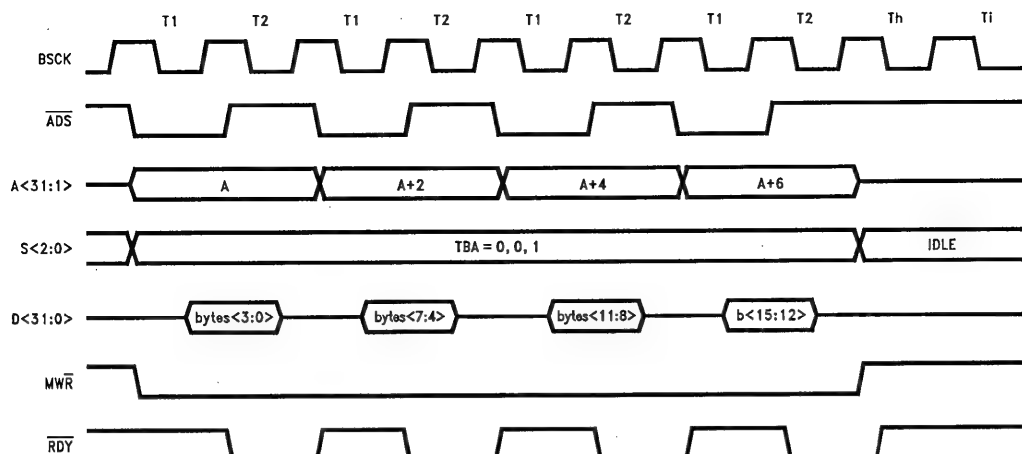 T1 T2 T1 T2 T1 T2 T1 T2 Th Ti
BSCK
ADS
A<31:1> A A+2 A+4 A+6
S<2:0> TBA = 0, 0, 1 IDLE
D<31:0> bytes<3:0> bytes<7:4> bytes<11:8> b<15:12>
MWR
RDY